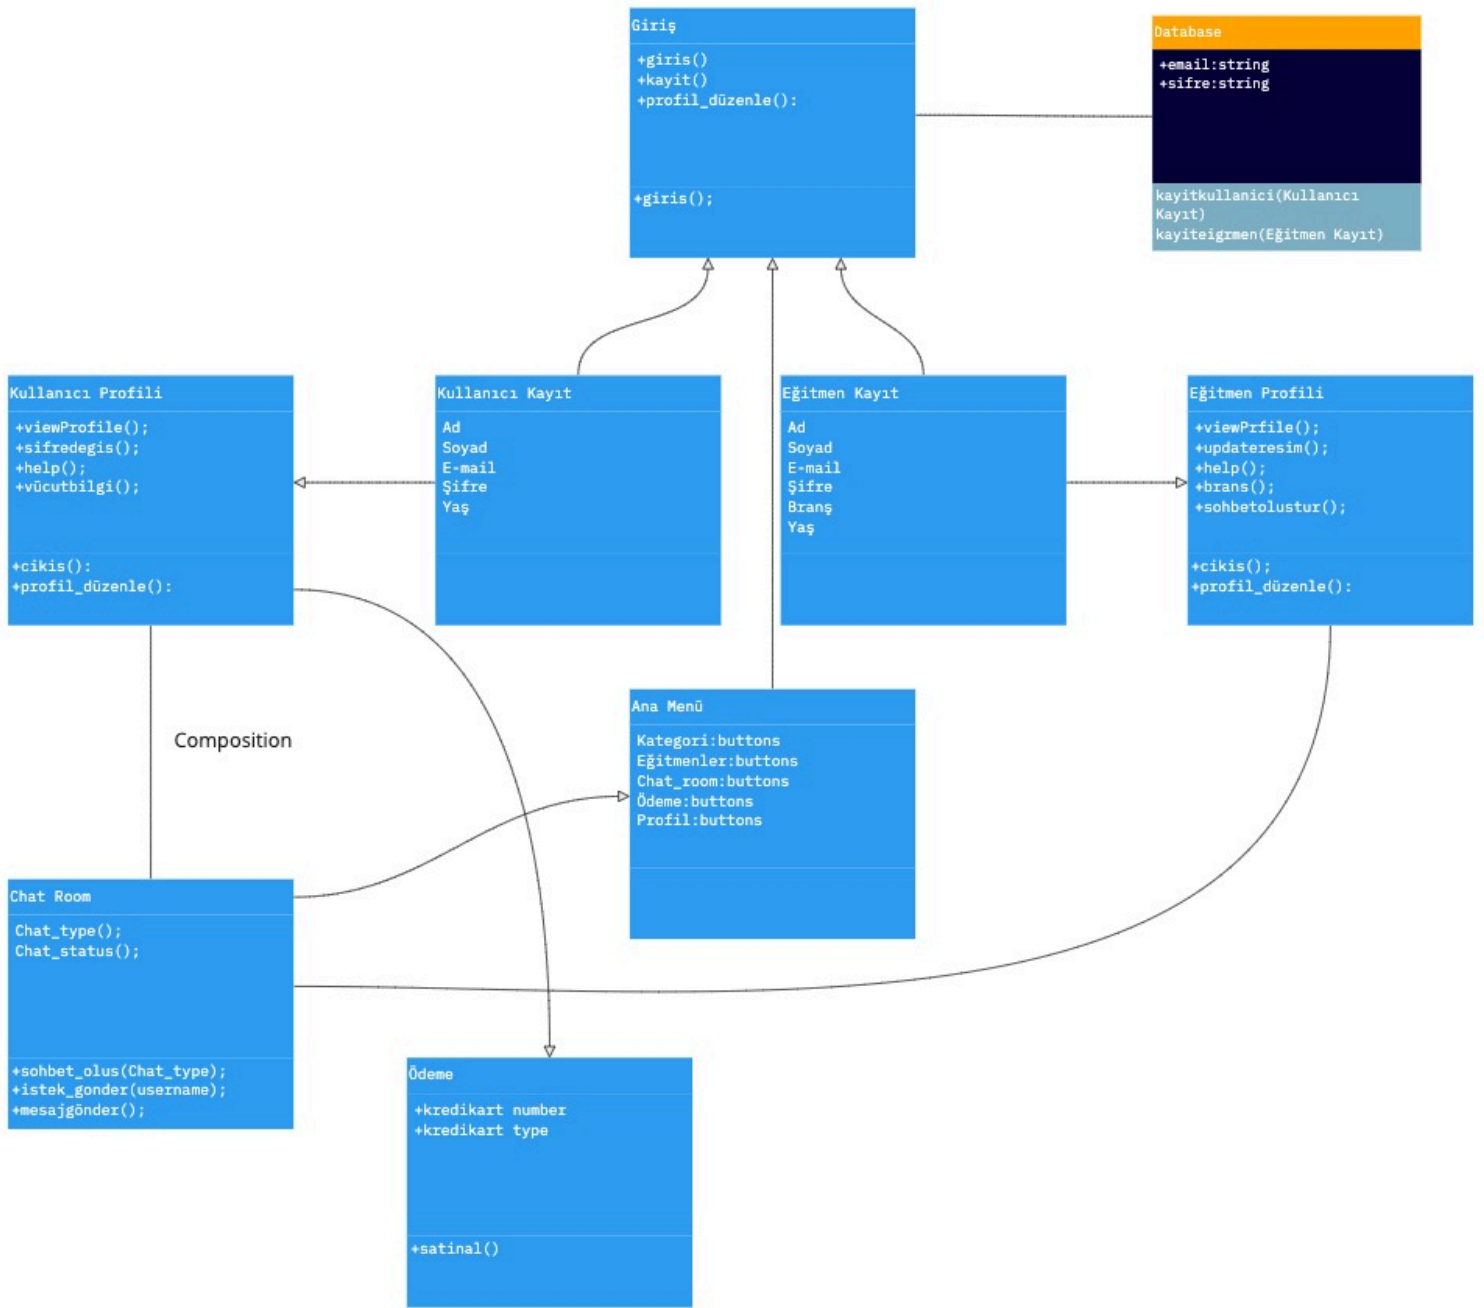 Giriş
+giris()
+kayit()
+profil_düzenle():
+giris();
Database
+email:string
+sifre:string
kayitkullanici(Kullanıcı
Kayıt)
kayiteigrmen(Eğitmen Kayıt)
Kullanıcı Profili
+viewProfile();
+sifredegis();
+help();
+vücutbilgi();
+cikis():
+profil_düzenle():
Kullanıcı Kayıt
Ad
Soyad
E-mail
Şifre
Yaş
Eğitmen Kayıt
Ad
Soyad
E-mail
Şifre
Branş
Yaş
Eğitmen Profili
+viewPrfile();
+updateresim();
+help();
+brans();
+sohbetolustur();
+cikis();
+profil_düzenle():
Composition
Ana Menü
Kategori:buttons
Eğitmenler:buttons
Chat_room:buttons
Ödeme:buttons
Profil:buttons
Chat Room
Chat_type();
Chat_status();
+sohbet_olus(Chat_type);
+istek_gonder(username);
+mesajgönder();
Ödeme
+kredikart number
+kredikart type
+satinal()